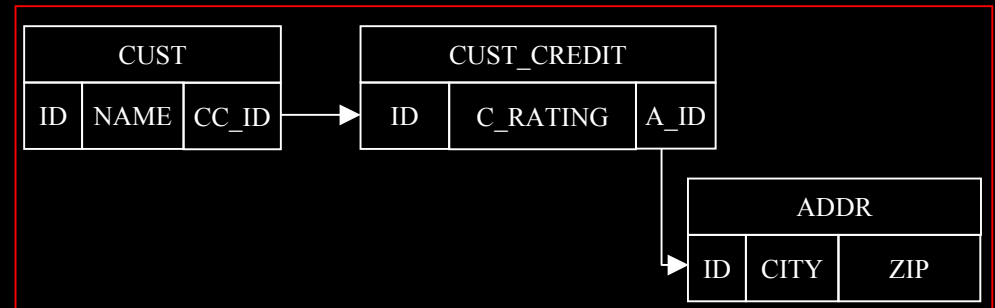 CUST
ID NAME CC_ID
CUST_CREDIT
ID C_RATING A_ID
ADDR
ID CITY ZIP